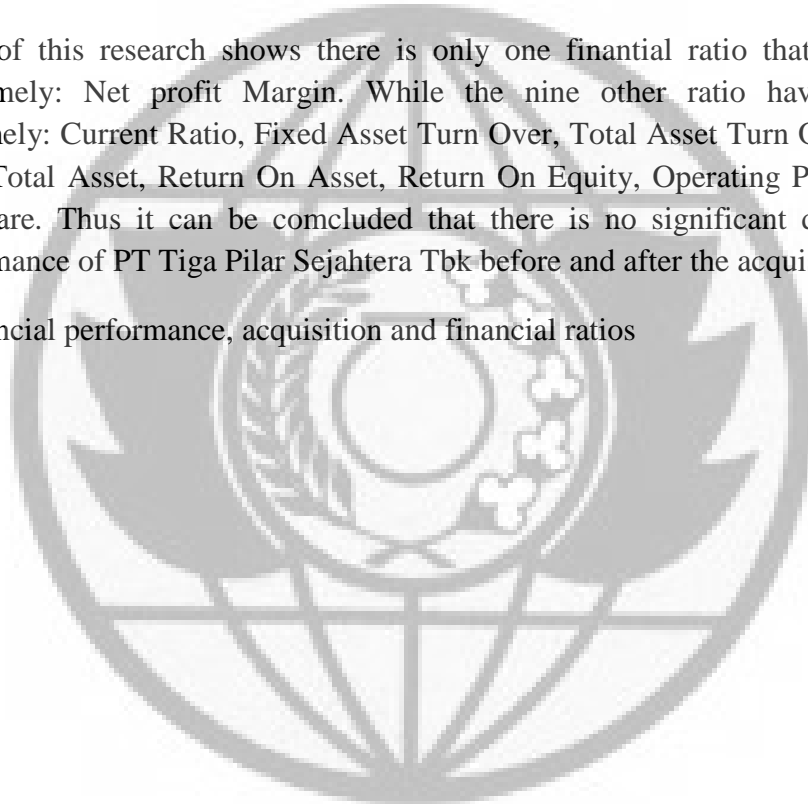 of this research shows there is only one finantial ratio that
mely: Net profit Margin. While the nine other ratio hav
nely: Current Ratio, Fixed Asset Turn Over, Total Asset Turn
Total Asset, Return On Asset, Return On Equity, Operating P
are. Thus it can be comcluded that there is no significant
mance of PT Tiga Pilar Sejahtera Tbk before and after the acqui
ncial performance, acquisition and financial ratios